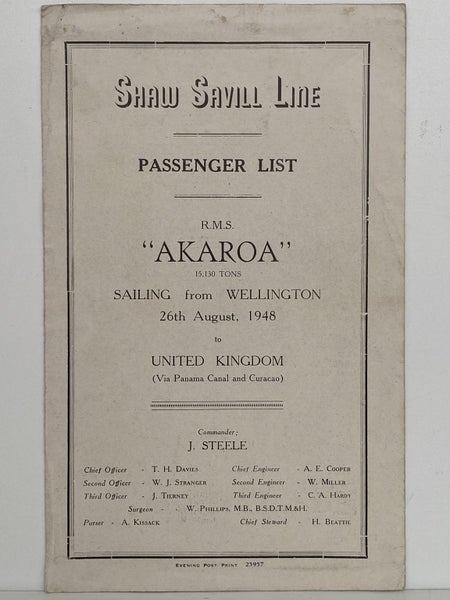 SHAW SAVILL LINE
PASSENGER LIST
R.M.S.
"AKAROA"
15,130 TONS
SAILING from WELLINGTON
26th August, 1948
to
UNITED KINGDOM
(Via Panama Canal and Curacao)
Commander:
J. STEELE
Chief Officer - T. H. DAVIES Chief Engineer - A. E. COOPER
Second Officer - W. J. STRANGER Second Engineer - W. MILLER
Third Officer - J. TIERNEY Third Engineer - C. A. HARDY
Surgeon - - W. PHILLIPS, M.B., B.S.D.T.M.&H.
Purser - A. KISSACK Chief Steward - H. BEATTIE
EVENING POST PRINT 23957